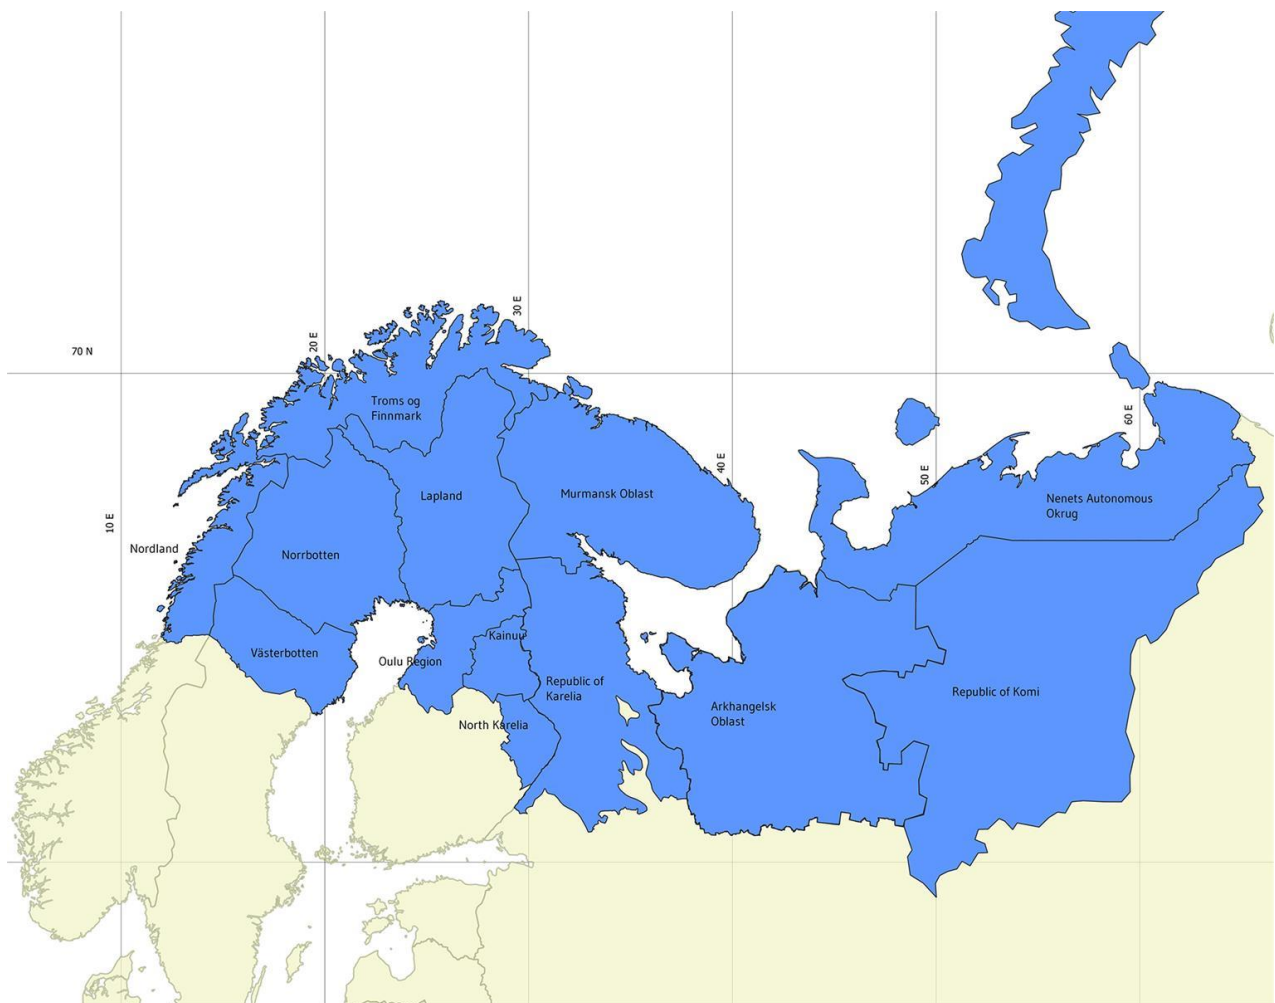 30 E
20 E
70 N
Troms og
Finnmark
60 E
40 E
50 E
Lapland
Murmansk Oblast
Nenets Autonomous
Okrug
10 E
Nordland
Norrbotten
Kainuu
Västerbotten
Oulu Region
Republic of
Karelia
Republic of Komi
Arkhangelsk
Oblast
North Karelia